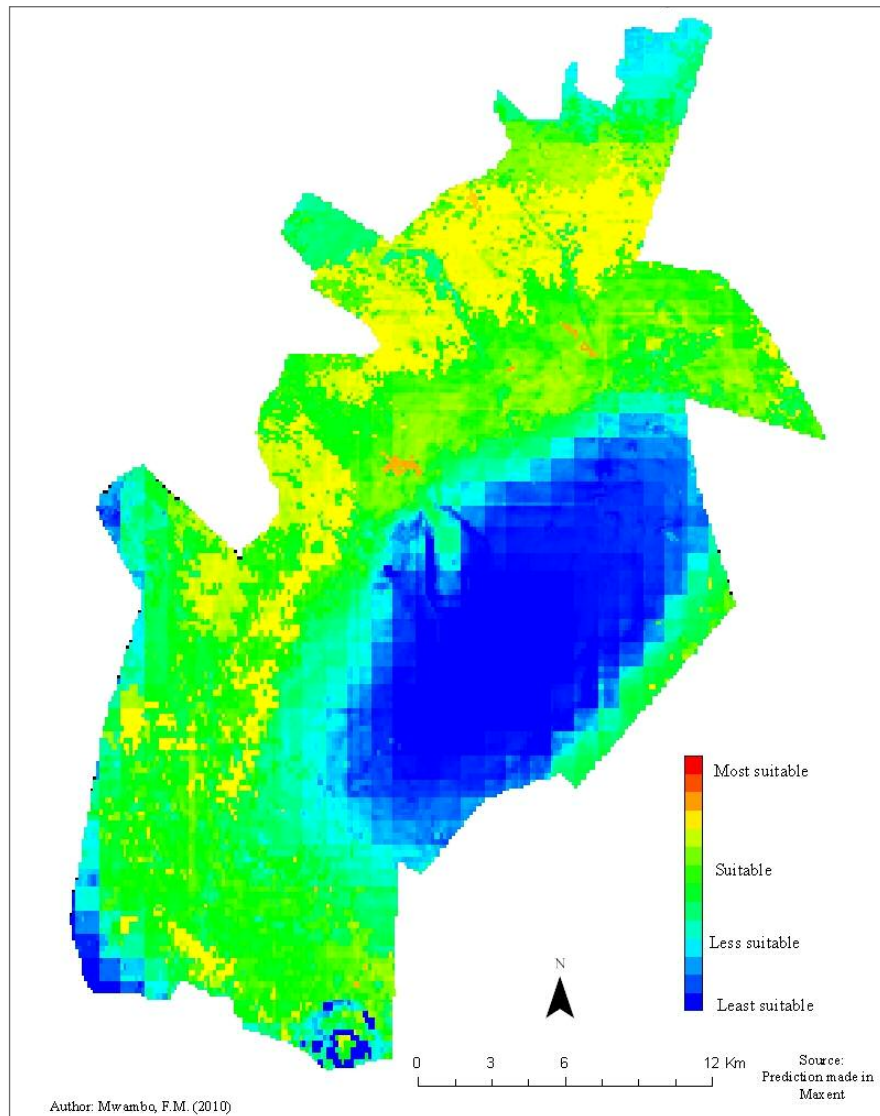 Most suitable
Suitable
Less suitable
Least suitable
N
0 3 6 12 Km
Source:
Prediction made in
Maxent
Author: Mwambo, F.M. (2010)